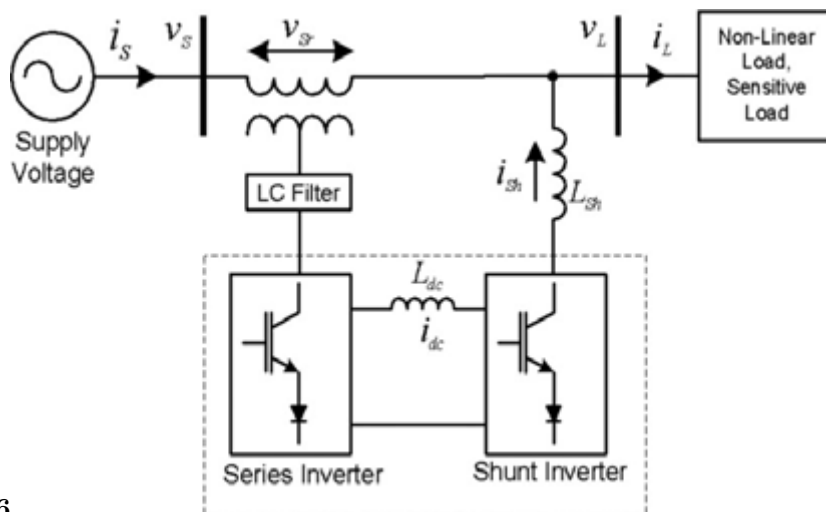 i_S
v_S
v_Sr
v_L
i_L
Non-Linear
Load,
Sensitive
Load
Supply
Voltage
LC Filter
i_Sh
L_Sh
L_dc
i_dc
Series Inverter
Shunt Inverter